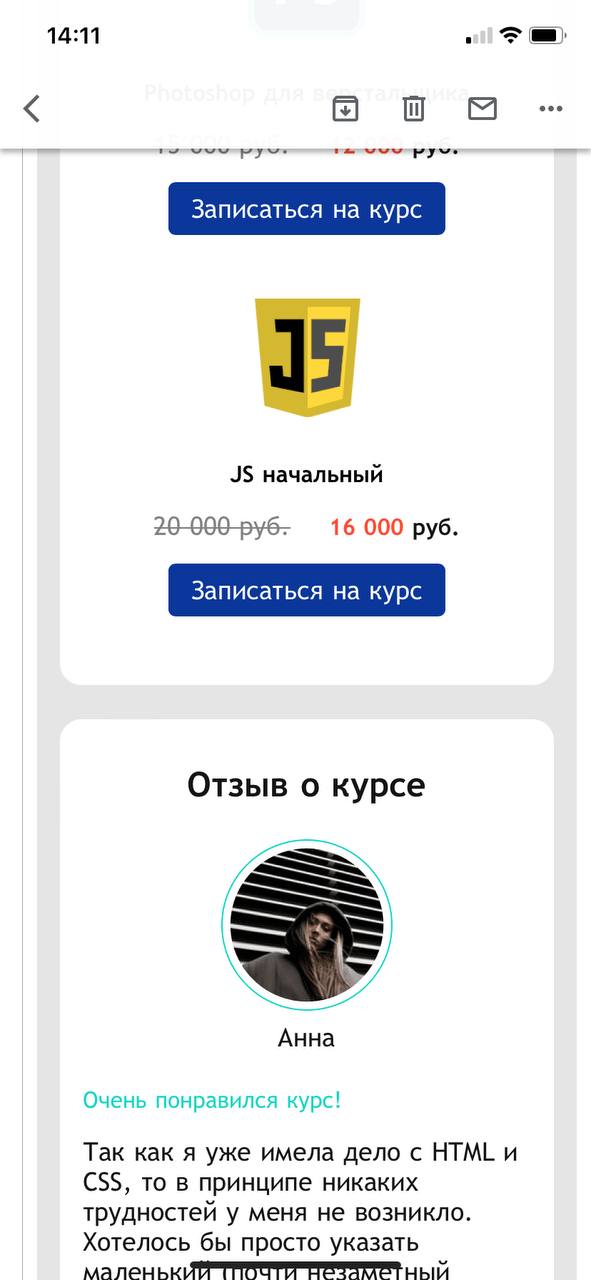 14:11
Photoshop для верстальщика
15 000 руб. 12 000 руб.
Записаться на курс
JS
JS начальный
20 000 руб. 16 000 руб.
Записаться на курс
Отзыв о курсе
Анна
Очень понравился курс!
Так как я уже имела дело с HTML и
CSS, то в принципе никаких
трудностей у меня не возникло.
Хотелось бы просто указать
маленький (почти незаметный